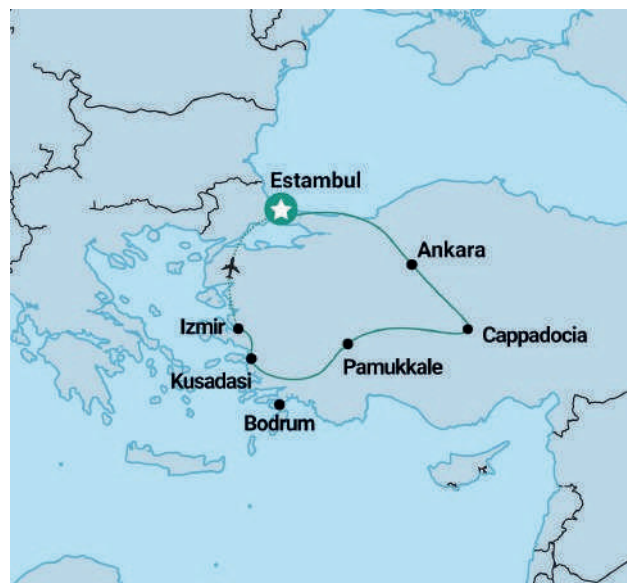 Estambul
Ankara
Izmir
Cappadocia
Pamukkale
Kusadasi
Bodrum